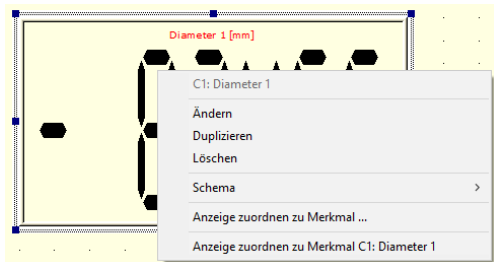 Diameter 1 [mm]
C1: Diameter 1
Ändern
Duplizieren
Löschen
Schema
Anzeige zuordnen zu Merkmal ...
Anzeige zuordnen zu Merkmal C1: Diameter 1